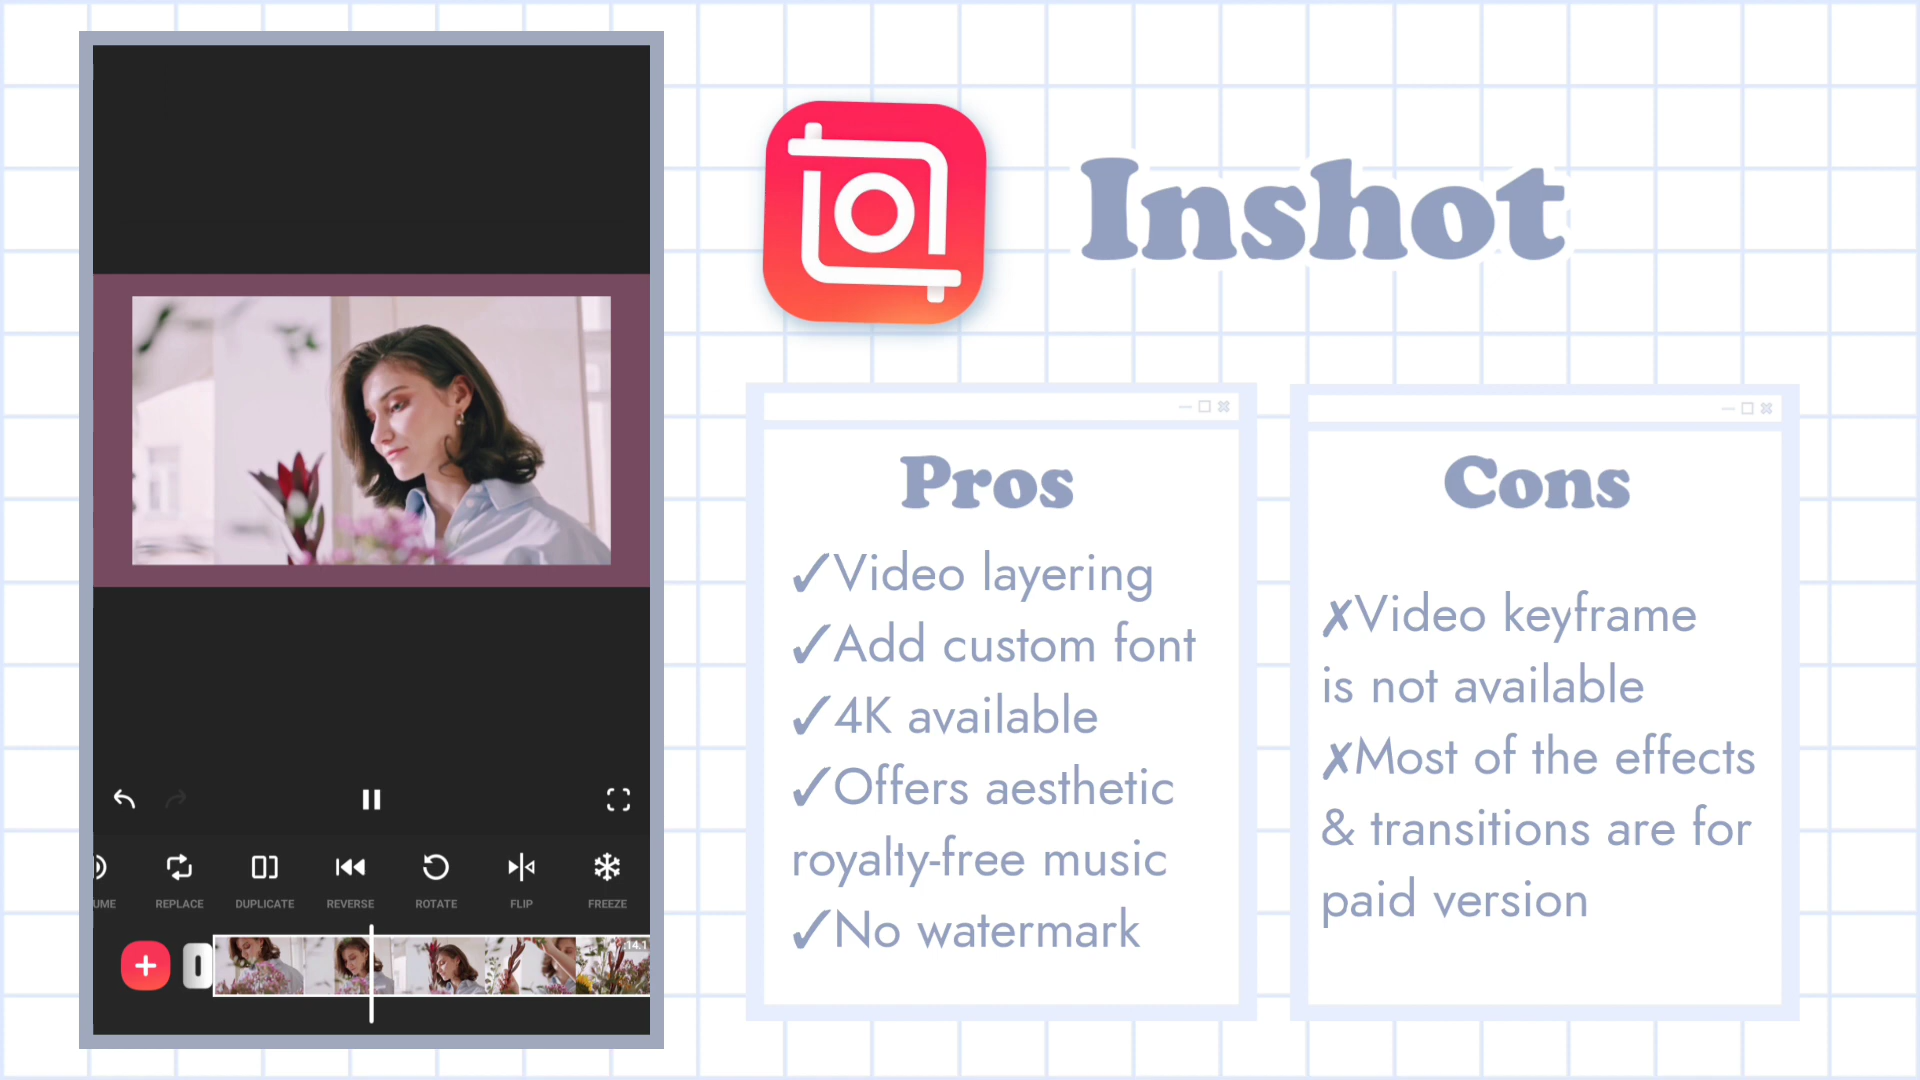 Inshot
Pros
✓Video layering
✓Add custom font
✓4K available
✓Offers aesthetic
royalty-free music
✓No watermark
Cons
✗Video keyframe
is not available
✗Most of the effects
& transitions are for
paid version
UME REPLACE DUPLICATE REVERSE ROTATE FLIP FREEZE
:14.1